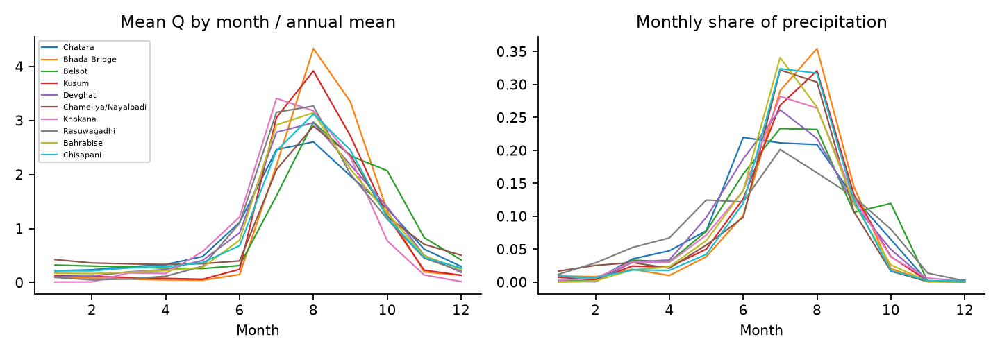 Mean Q by month / annual mean
Chatara
Bhada Bridge
Belsot
Kusum
Devghat
Chameliya/Nayalbadi
Khokana
Rasuwagadhi
Bahrabise
Chisapani
4
3
2
1
0
2 4 6 8 10 12
Month
Monthly share of precipitation
0.35
0.30
0.25
0.20
0.15
0.10
0.05
0.00
2 4 6 8 10 12
Month